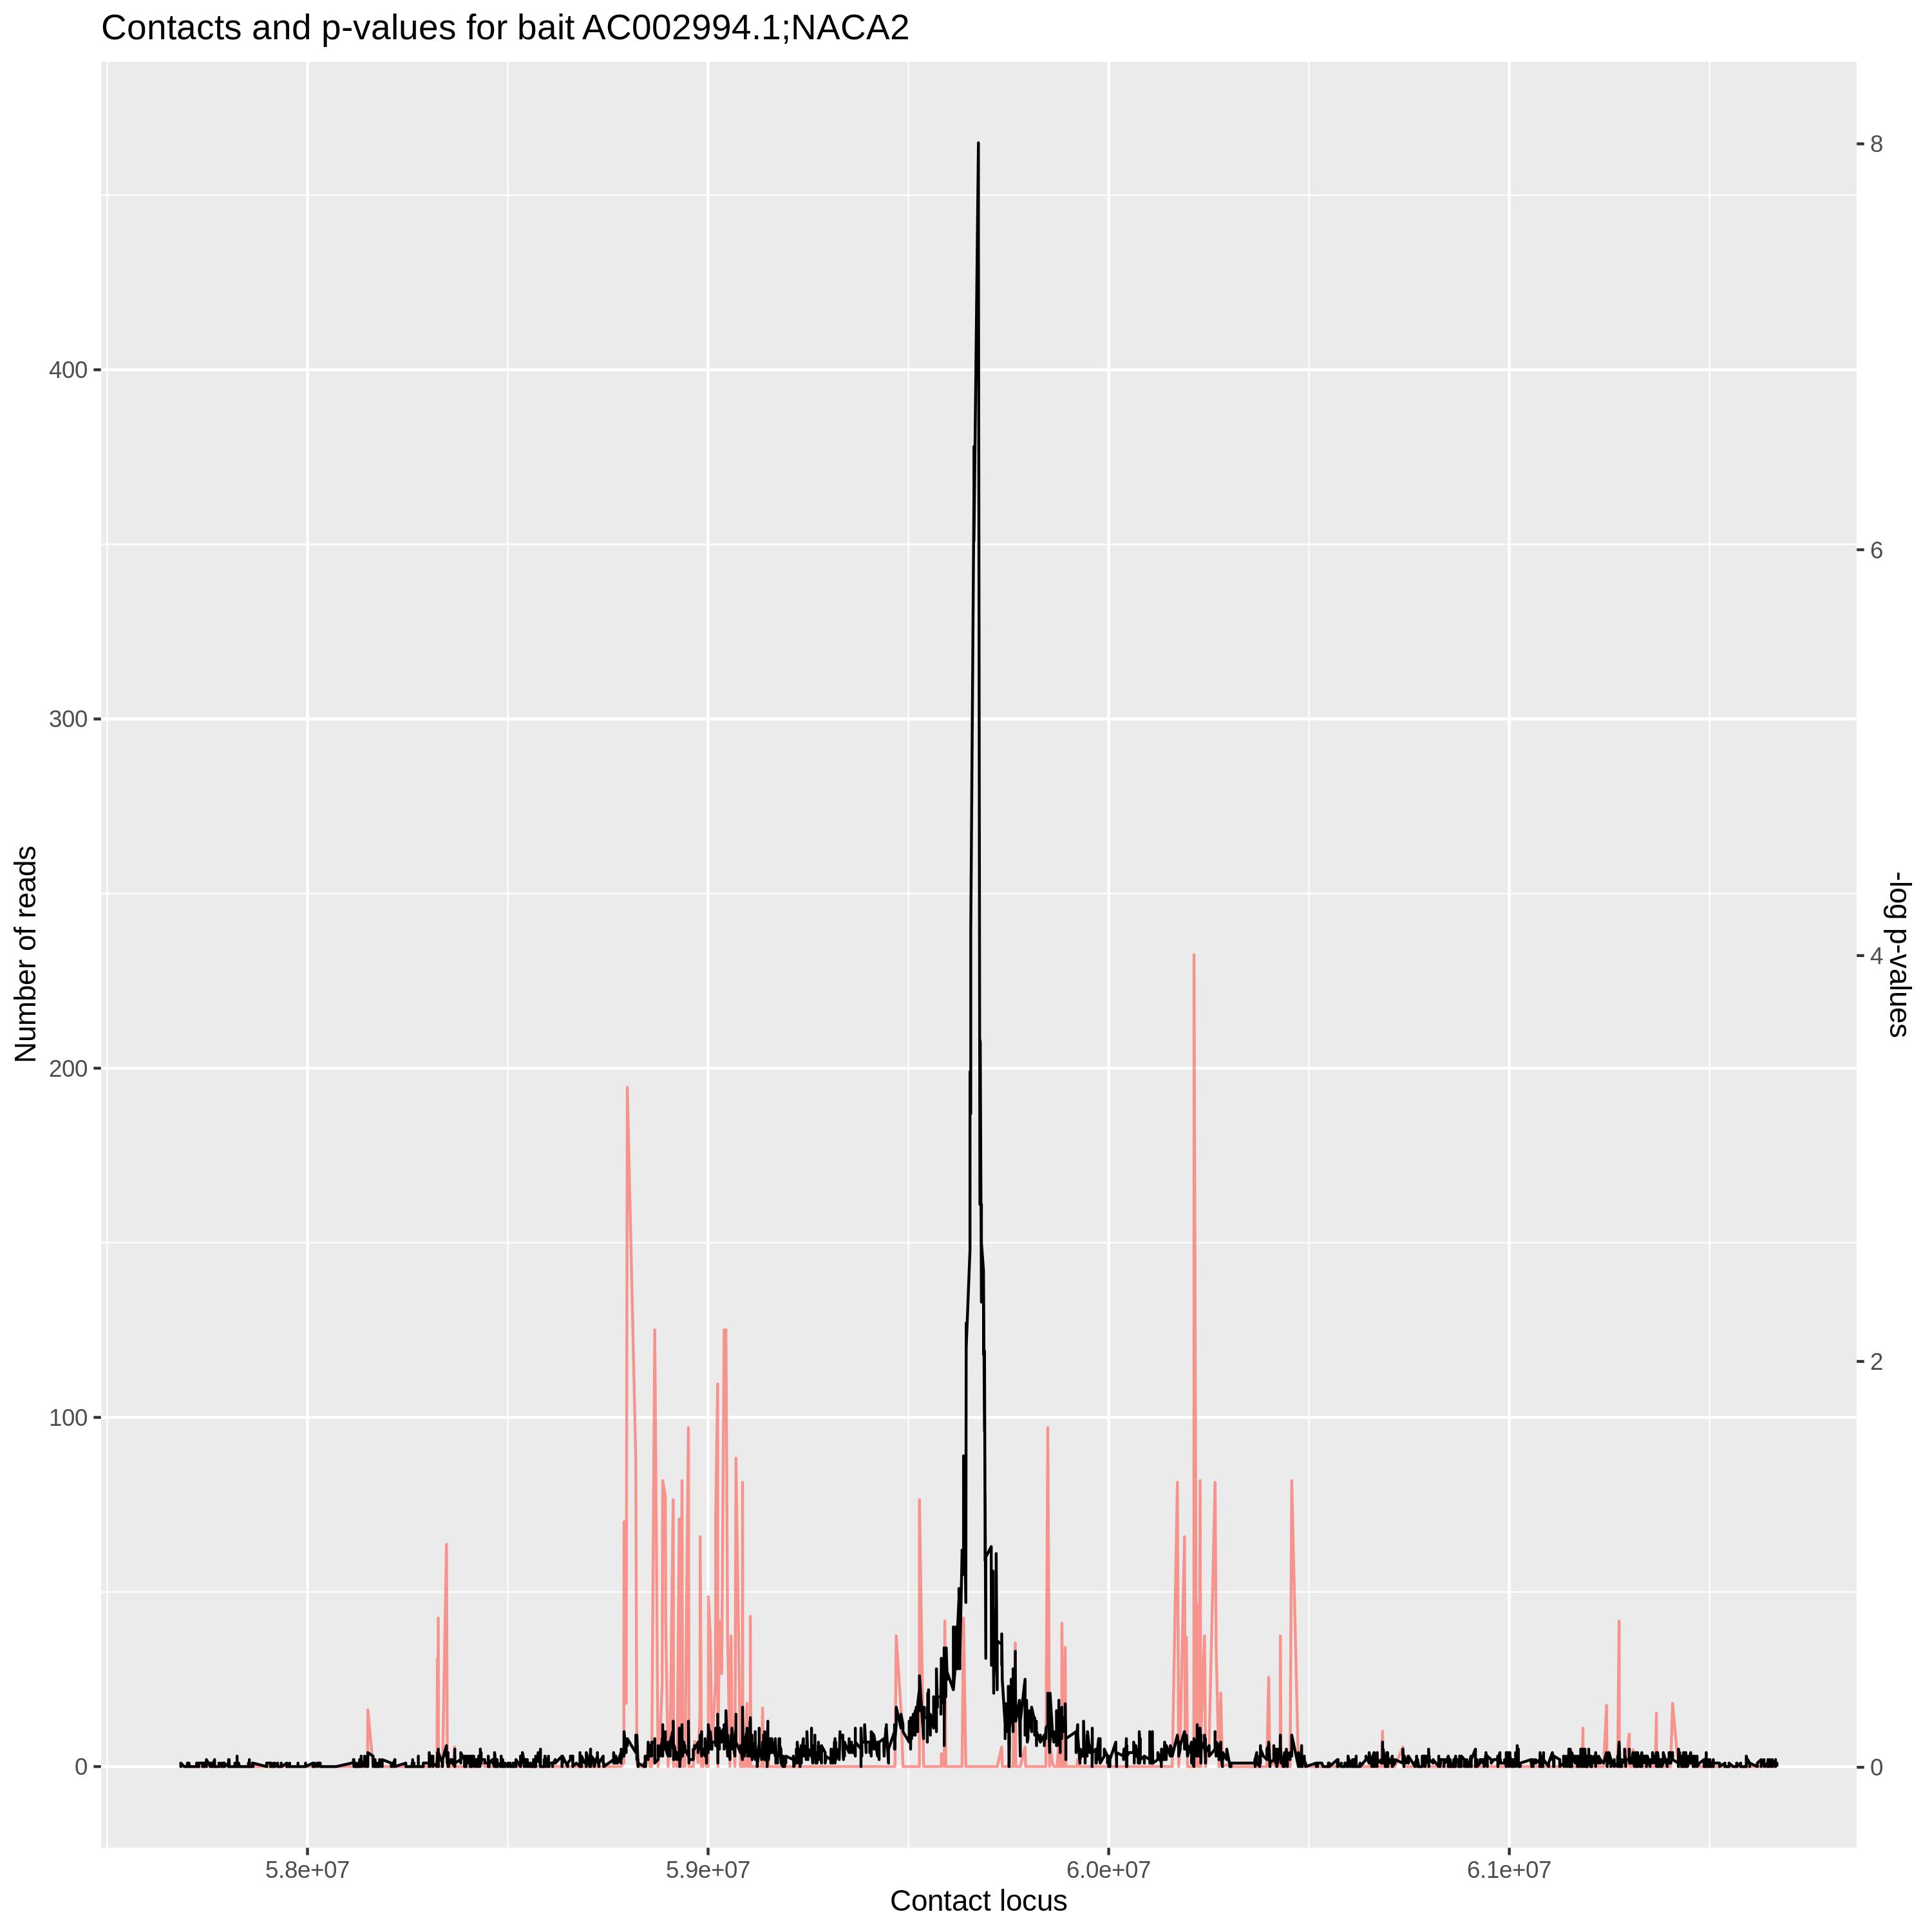 Contacts and p-values for bait AC002994.1;NACA2
Number of reads
400
300
200
100
0
8
6
4
2
0
-log p-values
5.8e+07
5.9e+07
6.0e+07
6.1e+07
Contact locus